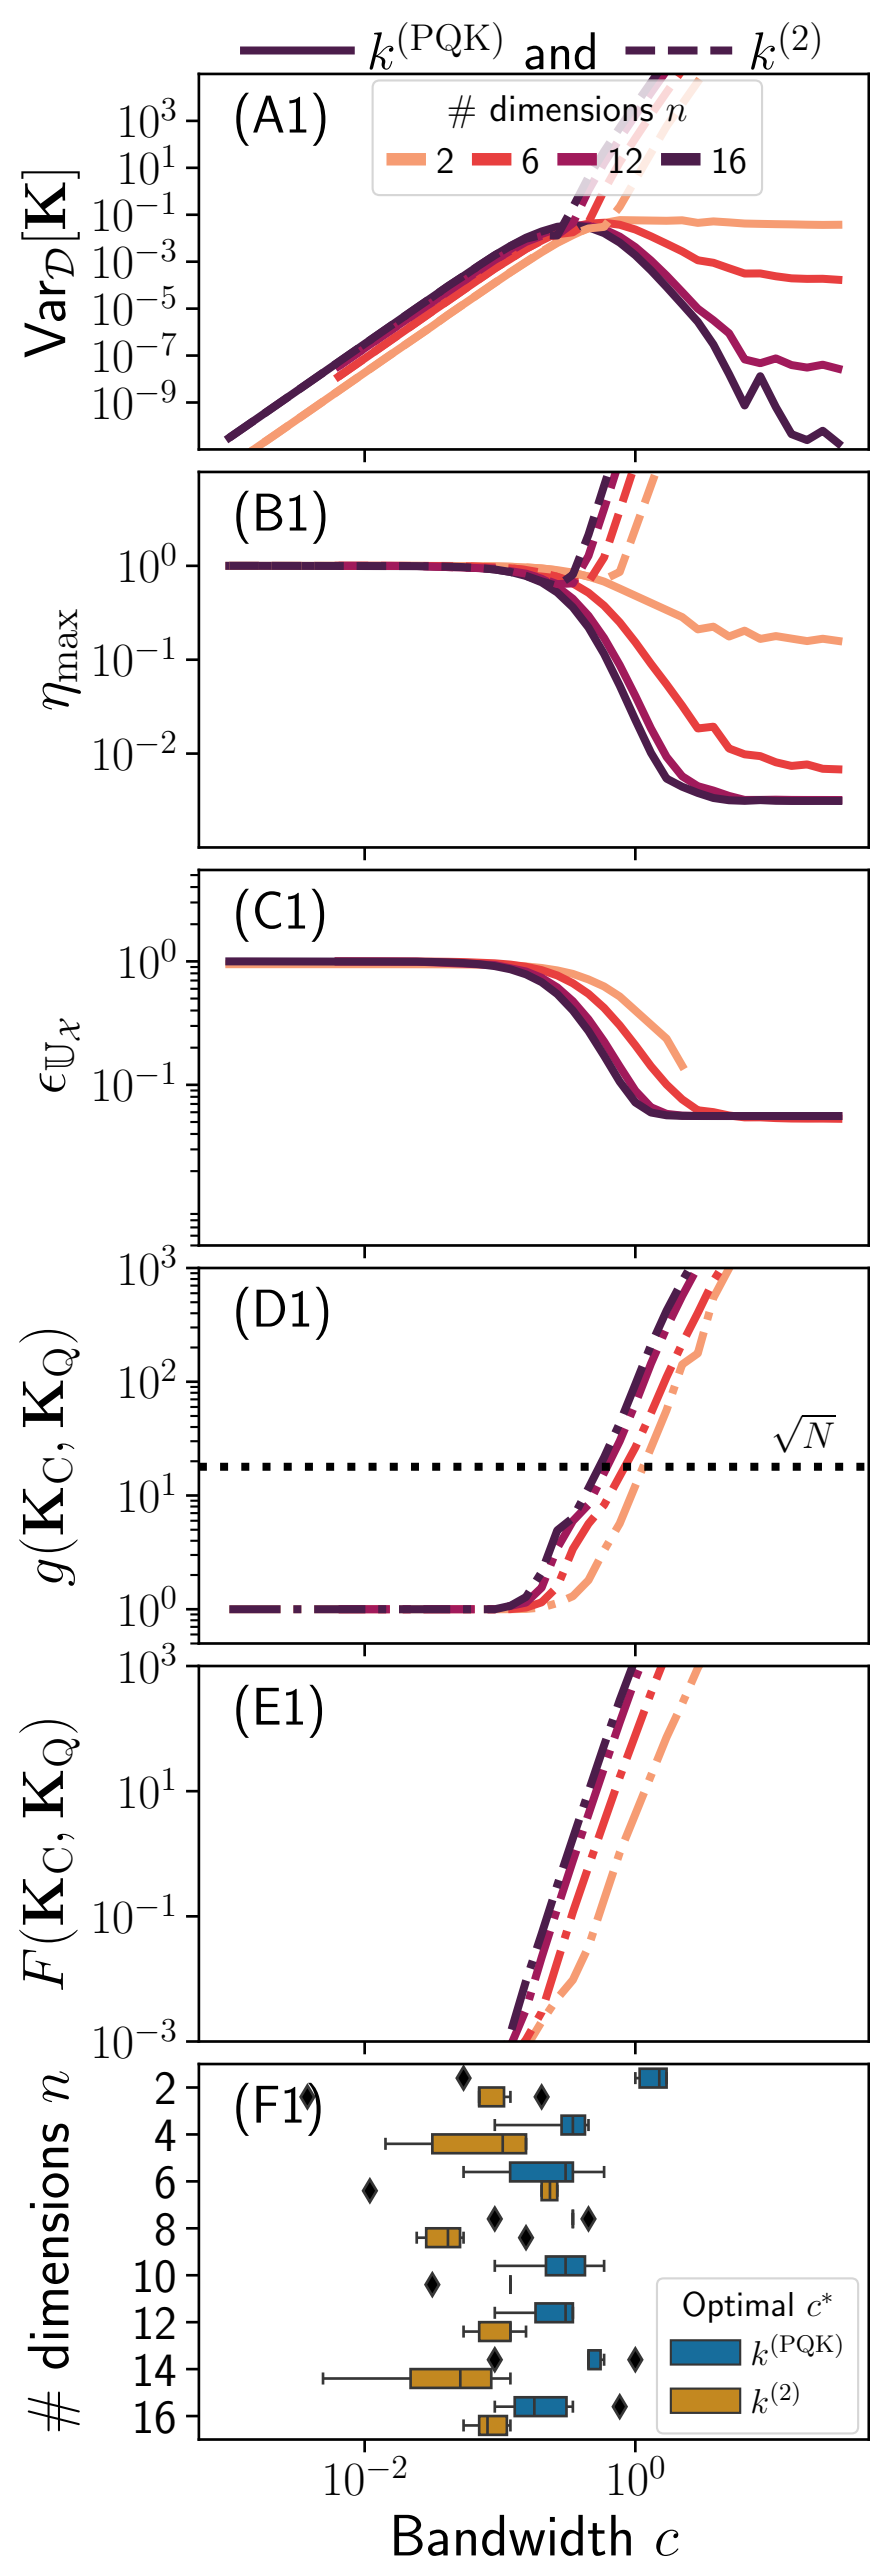 k^(PQK) and k^(2)
(A1)
# dimensions n
2 6 12 16
Var_𝒟[K]
10^3
10^1
10^−1
10^−3
10^−5
10^−7
10^−9
(B1)
η_max
10^0
10^−1
10^−2
(C1)
ϵ_𝕌_𝒳
10^0
10^−1
(D1)
g(K_C, K_Q)
10^3
10^2
10^1
10^0
√N
(E1)
F(K_C, K_Q)
10^3
10^1
10^−1
10^−3
(F1)
# dimensions n
2
4
6
8
10
12
14
16
Optimal c*
k^(PQK)
k^(2)
10^−2 10^0
Bandwidth c